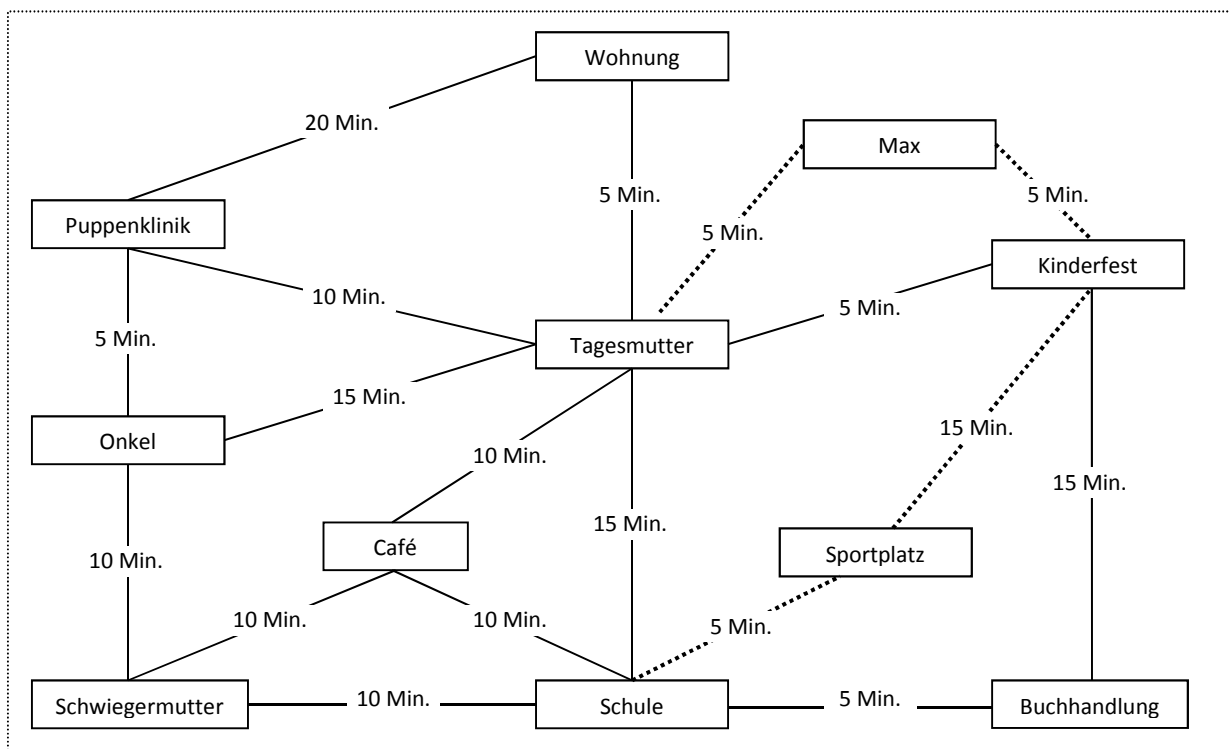 Wohnung
20 Min.
Max
5 Min.
5 Min.
5 Min.
Puppenklinik
Kinderfest
10 Min.
5 Min.
5 Min.
Tagesmutter
15 Min.
Onkel
15 Min.
10 Min.
15 Min.
15 Min.
Café
Sportplatz
10 Min.
10 Min.
10 Min.
5 Min.
Schwiegermutter
10 Min.
Schule
5 Min.
Buchhandlung